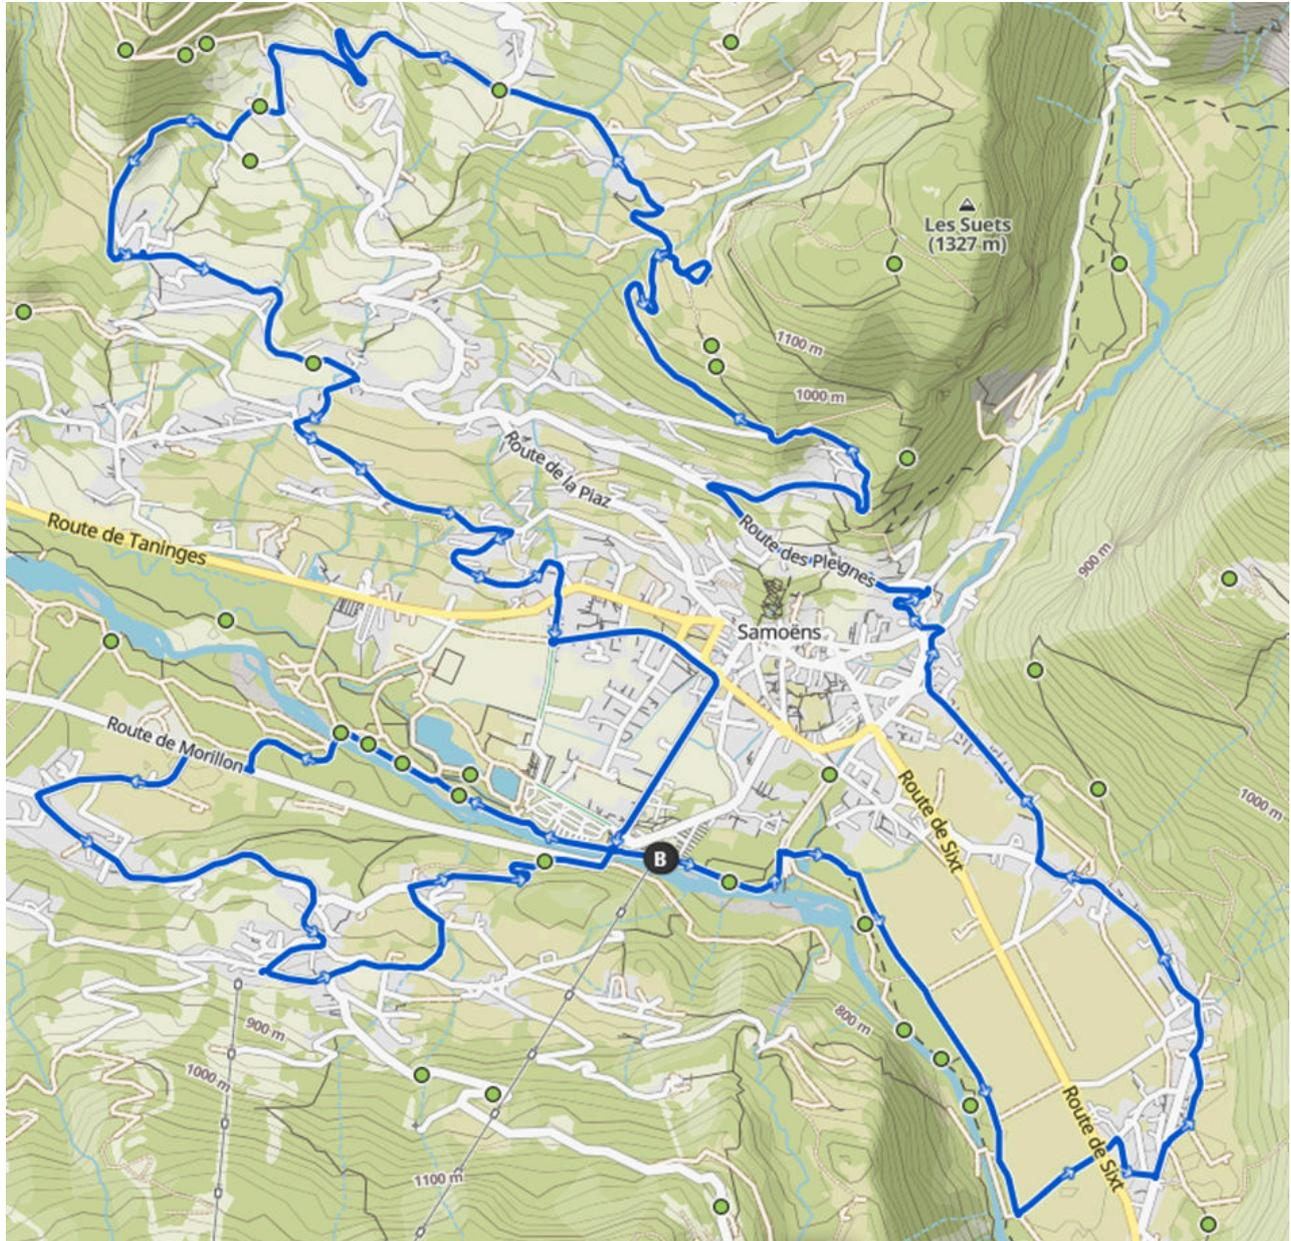 Les Suets
(1327 m)
1100 m
1000 m
Route de la Piaz
Route de Taninges
Route des Pleignes
900 m
Samoëns
Route de Morillon
Route de Sixt
1000 m
B
800 m
900 m
1000 m
Route de Sixt
1100 m